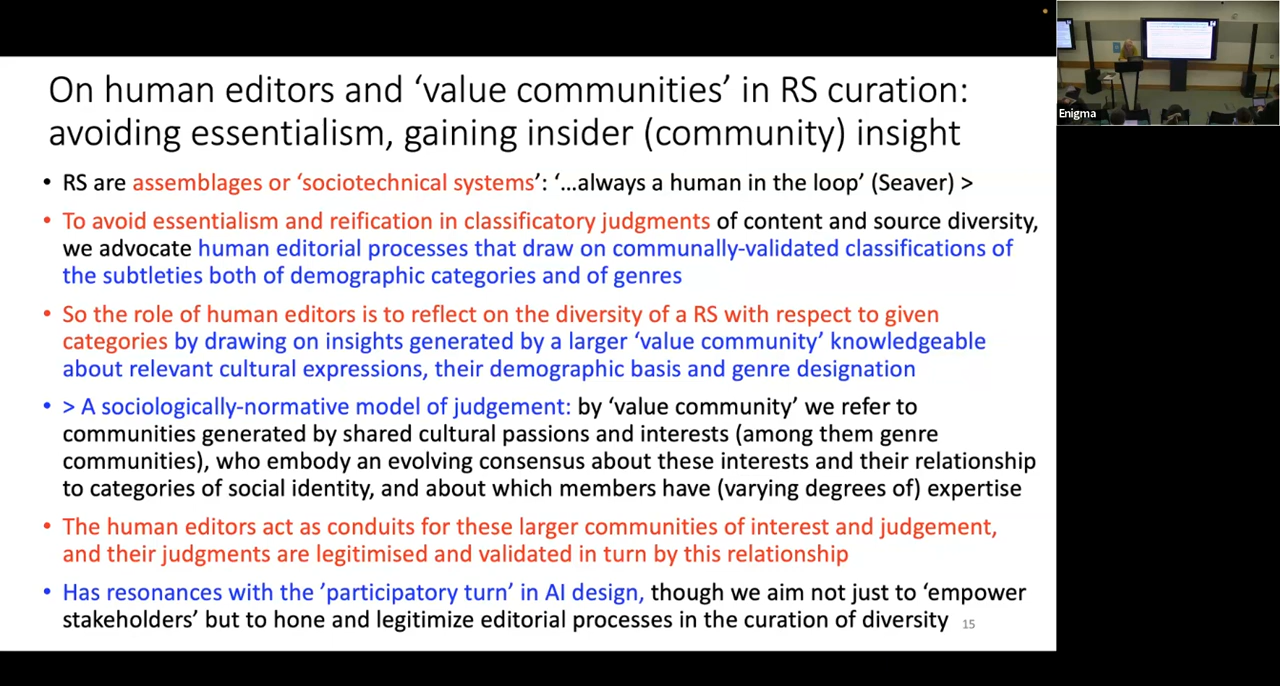 On human editors and ‘value communities’ in RS curation:
avoiding essentialism, gaining insider (community) insight
• RS are assemblages or ‘sociotechnical systems’: ‘…always a human in the loop’ (Seaver) >
• To avoid essentialism and reification in classificatory judgments of content and source diversity,
we advocate human editorial processes that draw on communally-validated classifications of
the subtleties both of demographic categories and of genres
• So the role of human editors is to reflect on the diversity of a RS with respect to given
categories by drawing on insights generated by a larger ‘value community’ knowledgeable
about relevant cultural expressions, their demographic basis and genre designation
• > A sociologically-normative model of judgement: by ‘value community’ we refer to
communities generated by shared cultural passions and interests (among them genre
communities), who embody an evolving consensus about these interests and their relationship
to categories of social identity, and about which members have (varying degrees of) expertise
• The human editors act as conduits for these larger communities of interest and judgement,
and their judgments are legitimised and validated in turn by this relationship
• Has resonances with the ’participatory turn’ in AI design, though we aim not just to ‘empower
stakeholders’ but to hone and legitimize editorial processes in the curation of diversity
15
Enigma